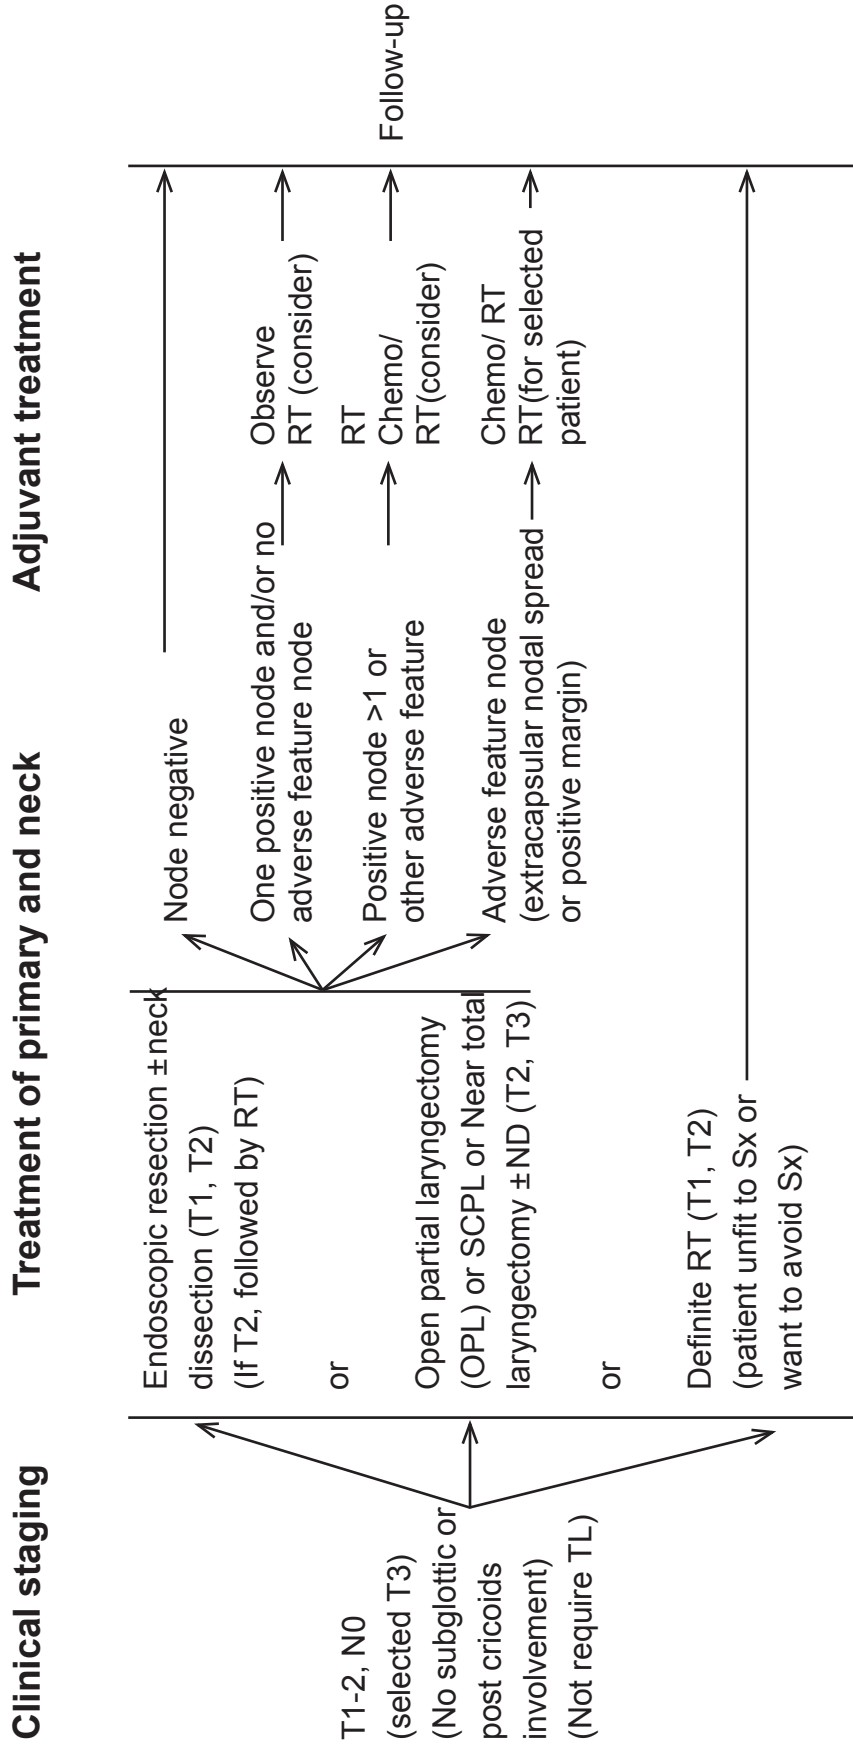 Clinical staging
Treatment of primary and neck
Adjuvant treatment
T1-2, N0
(selected T3)
(No subglottic or
post cricoids
involvement)
(Not require TL)
Endoscopic resection ±neck
dissection (T1, T2)
(If T2, followed by RT)
or
Open partial laryngectomy
(OPL) or SCPL or Near total
laryngectomy ±ND (T2, T3)
or
Definite RT (T1, T2)
(patient unfit to Sx or
want to avoid Sx)
Node negative
One positive node and/or no
adverse feature node
Positive node >1 or
other adverse feature
Adverse feature node
(extracapsular nodal spread
or positive margin)
Observe
RT (consider)
RT
Chemo/
RT(consider)
Chemo/ RT
RT(for selected
patient)
Follow-up